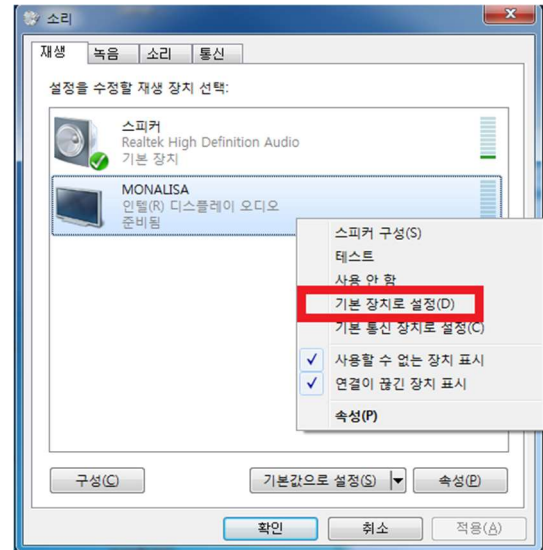 소리
재생
녹음
소리
통신
설정을 수정할 재생 장치 선택:
스피커
Realtek High Definition Audio
기본 장치
MONALISA
인텔(R) 디스플레이 오디오
준비됨
스피커 구성(S)
테스트
사용 안 함
기본 장치로 설정(D)
기본 통신 장치로 설정(C)
✓ 사용할 수 없는 장치 표시
✓ 연결이 끊긴 장치 표시
속성(P)
구성(C)
기본값으로 설정(S)
속성(P)
확인
취소
적용(A)